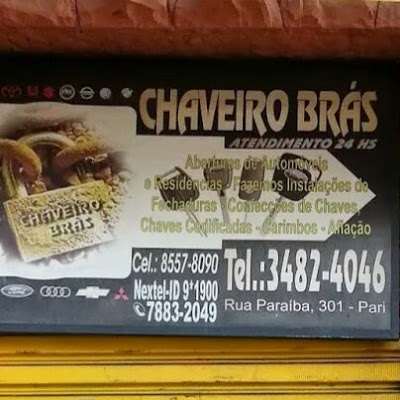 CHAVEIRO BRÁS
ATENDIMENTO 24 HS
Aberturas de Automóveis
e Residências - Fazemos Instalações de
Fechaduras - Confecções de Chaves,
Chaves Codificadas - Carimbos - Afiação
CHAVEIRO
BRÁS
Cel.: 8557-8090
Nextel-ID 9*1900
7883-2049
Tel.:3482-4046
Rua Paraíba, 301 - Pari
Ford